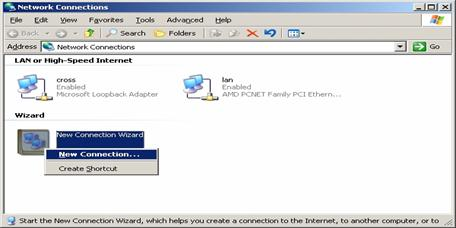 Network Connections
File Edit View Favorites Tools Advanced Help
Back Search Folders
Address Network Connections Go
LAN or High-Speed Internet
cross lan
Enabled Enabled
Microsoft Loopback Adapter AMD PCNET Family PCI Ethern...
Wizard
New Connection Wizard
New Connection...
Create Shortcut
Start the New Connection Wizard, which helps you create a connection to the Internet, to another computer, or to